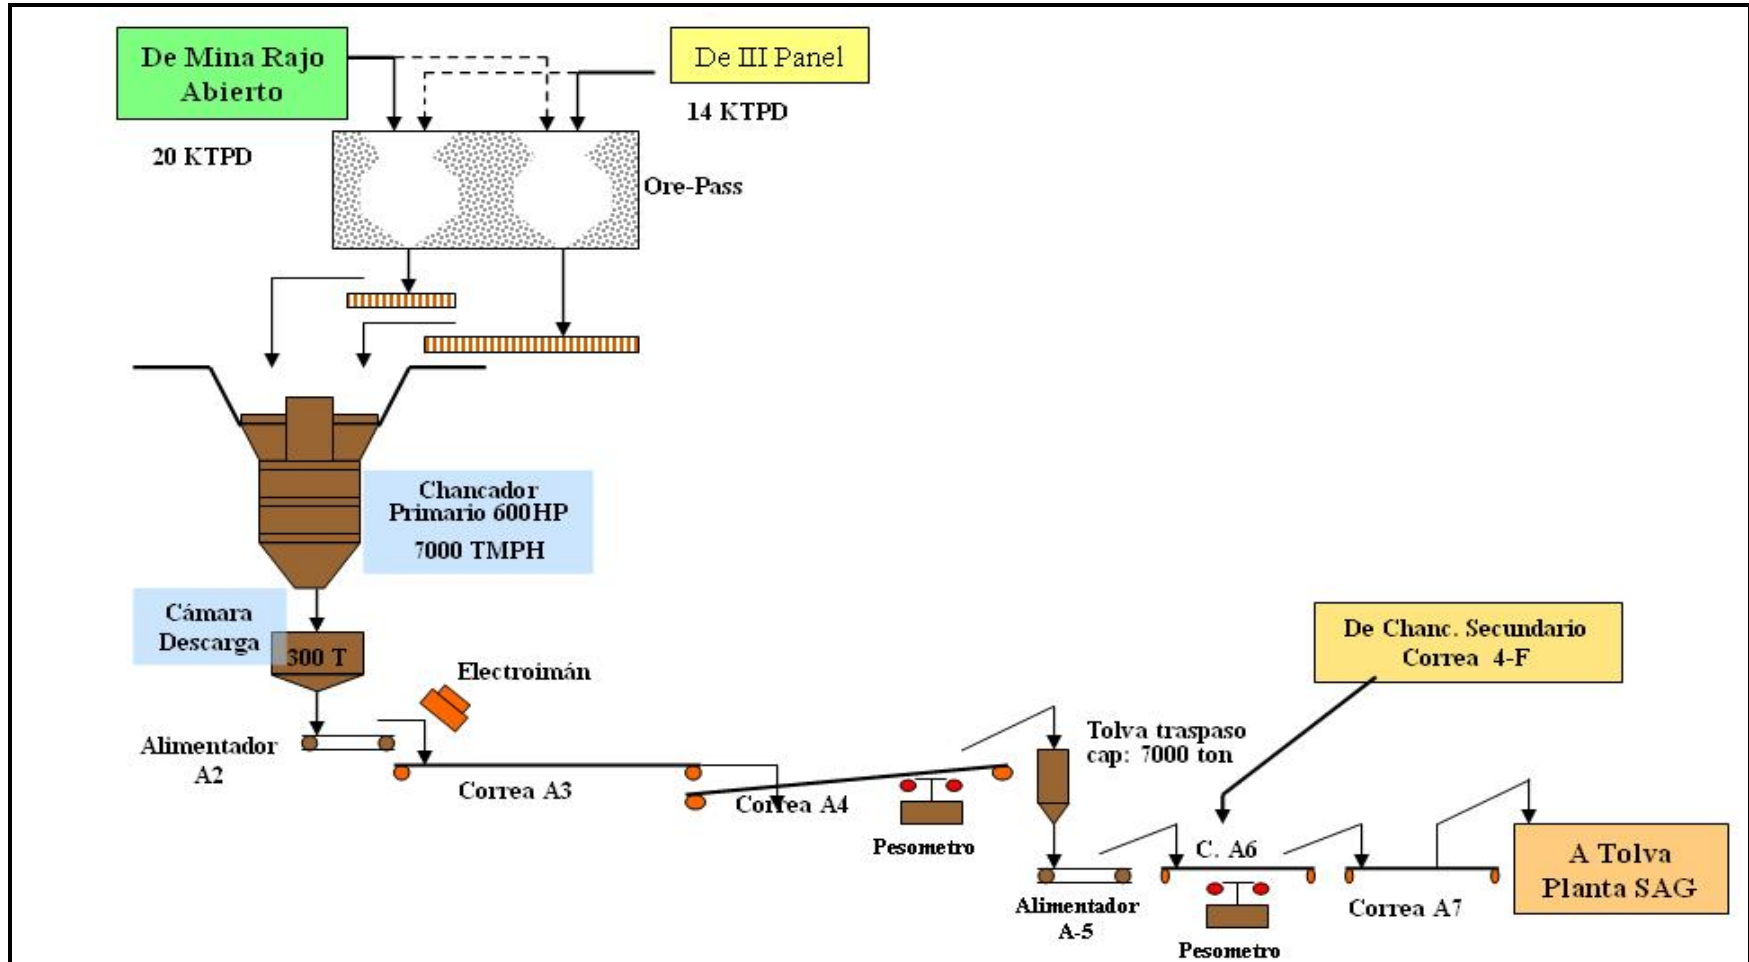 De Mina Rajo
Abierto
De III Panel
14 KTPD
20 KTPD
Ore-Pass
Chancador
Primario 600HP
7000 TMPH
Cámara
Descarga
300 T
Electroimán
Alimentador
A2
Correa A3
Correa A4
Pesometro
Tolva traspaso
cap: 7000 ton
De Chanc. Secundario
Correa 4-F
C. A6
Alimentador
A-5
Pesometro
Correa A7
A Tolva
Planta SAG